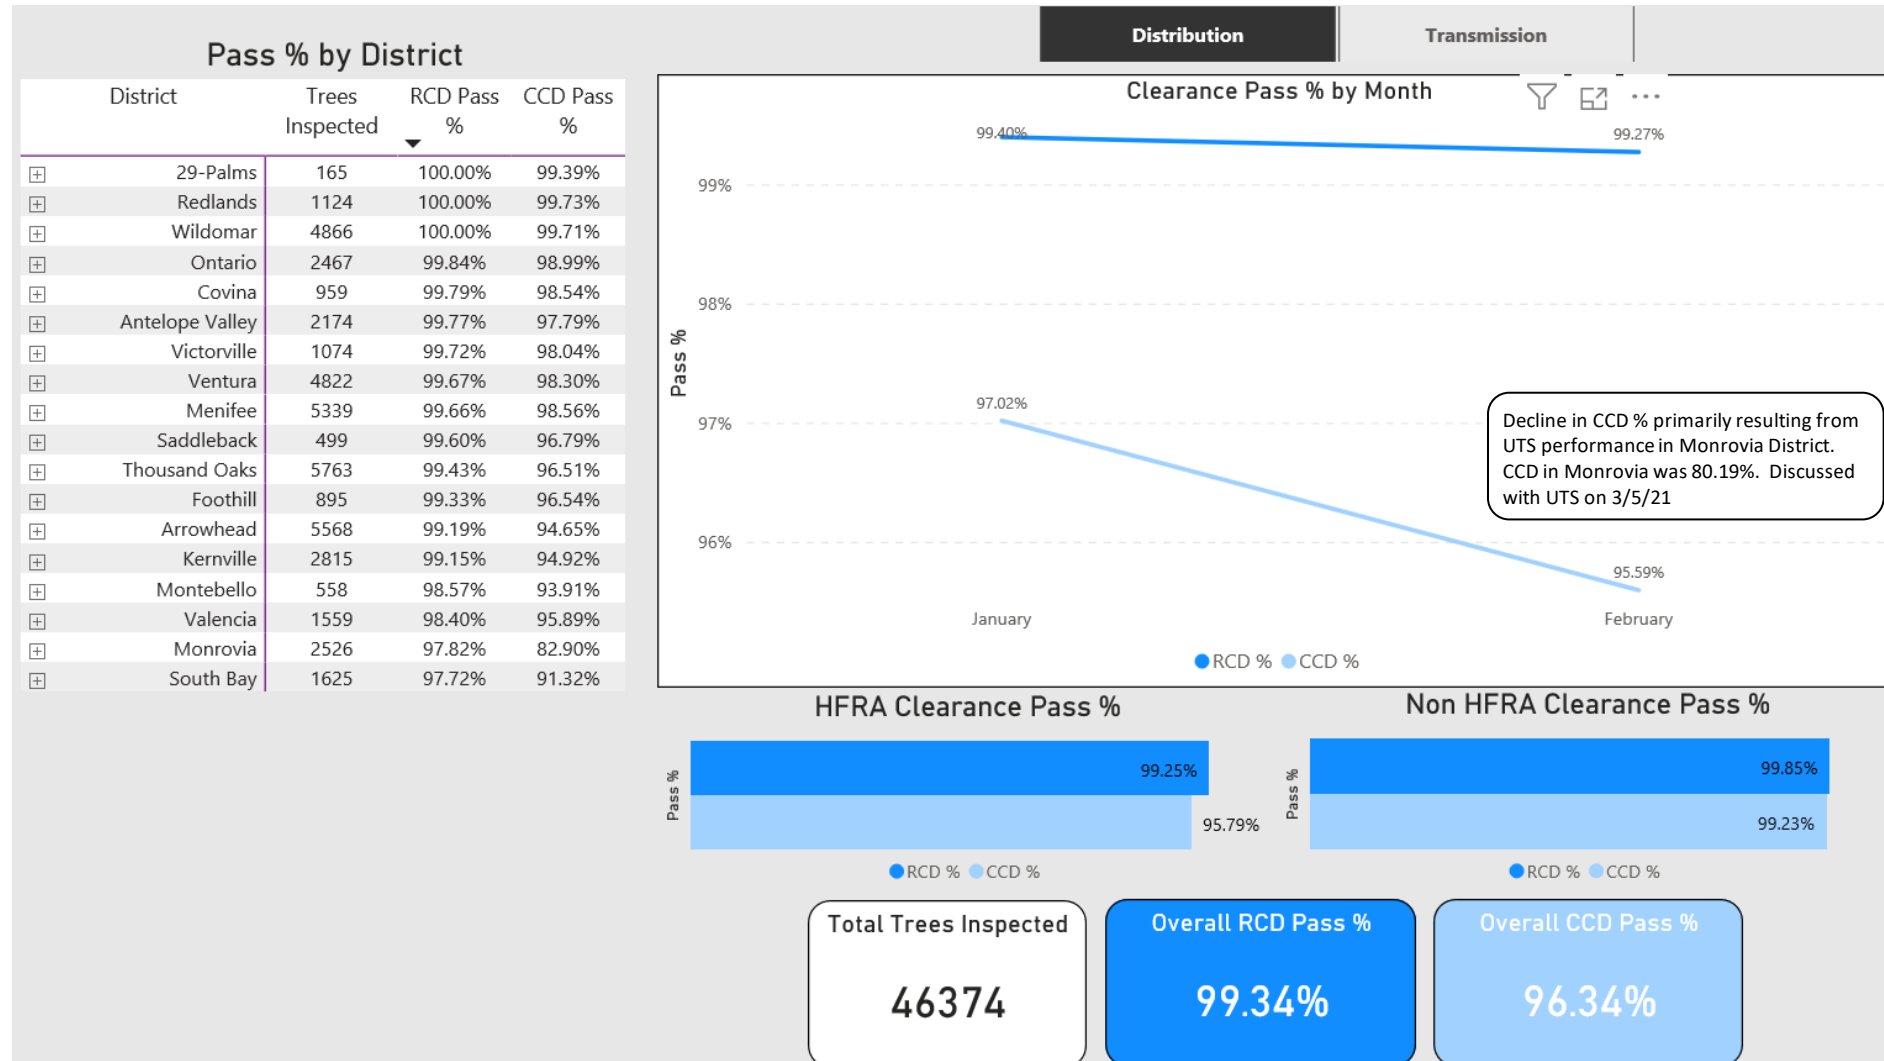 Distribution Transmission
Pass % by District
District Trees Inspected RCD Pass % CCD Pass %
29-Palms 165 100.00% 99.39%
Redlands 1124 100.00% 99.73%
Wildomar 4866 100.00% 99.71%
Ontario 2467 99.84% 98.99%
Covina 959 99.79% 98.54%
Antelope Valley 2174 99.77% 97.79%
Victorville 1074 99.72% 98.04%
Ventura 4822 99.67% 98.30%
Menifee 5339 99.66% 98.56%
Saddleback 499 99.60% 96.79%
Thousand Oaks 5763 99.43% 96.51%
Foothill 895 99.33% 96.54%
Arrowhead 5568 99.19% 94.65%
Kernville 2815 99.15% 94.92%
Montebello 558 98.57% 93.91%
Valencia 1559 98.40% 95.89%
Monrovia 2526 97.82% 82.90%
South Bay 1625 97.72% 91.32%
Clearance Pass % by Month
99.40% 99.27%
99%
98%
Pass %
97.02%
97%
96%
95.59%
Decline in CCD % primarily resulting from
UTS performance in Monrovia District.
CCD in Monrovia was 80.19%. Discussed
with UTS on 3/5/21
January February
RCD % CCD %
HFRA Clearance Pass %
Pass %
99.25%
95.79%
RCD % CCD %
Non HFRA Clearance Pass %
Pass %
99.85%
99.23%
RCD % CCD %
Total Trees Inspected
46374
Overall RCD Pass %
99.34%
Overall CCD Pass %
96.34%